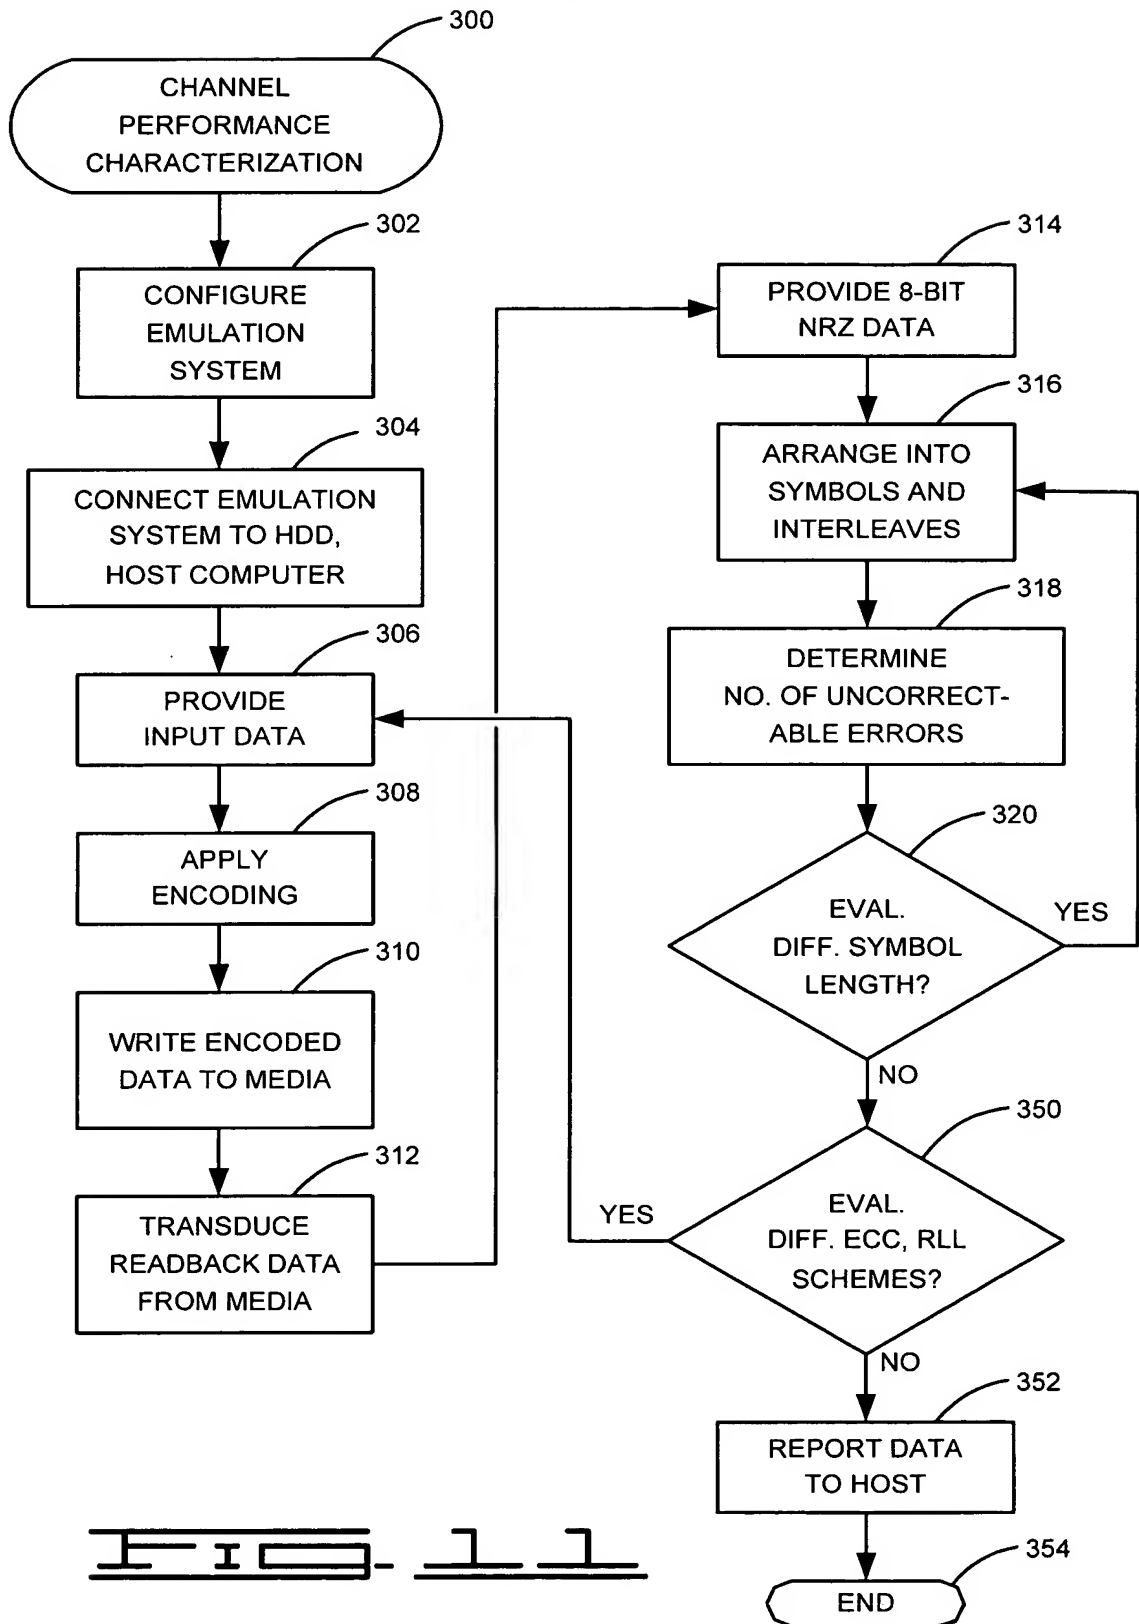 300
CHANNEL
PERFORMANCE
CHARACTERIZATION
302
CONFIGURE
EMULATION
SYSTEM
304
CONNECT EMULATION
SYSTEM TO HDD,
HOST COMPUTER
306
PROVIDE
INPUT DATA
308
APPLY
ENCODING
310
WRITE ENCODED
DATA TO MEDIA
312
TRANSDUCE
READBACK DATA
FROM MEDIA
314
PROVIDE 8-BIT
NRZ DATA
316
ARRANGE INTO
SYMBOLS AND
INTERLEAVES
318
DETERMINE
NO. OF UNCORRECT-
ABLE ERRORS
320
EVAL.
DIFF. SYMBOL
LENGTH?
YES
NO
350
EVAL.
DIFF. ECC, RLL
SCHEMES?
YES
NO
352
REPORT DATA
TO HOST
354
END
FIG. 11